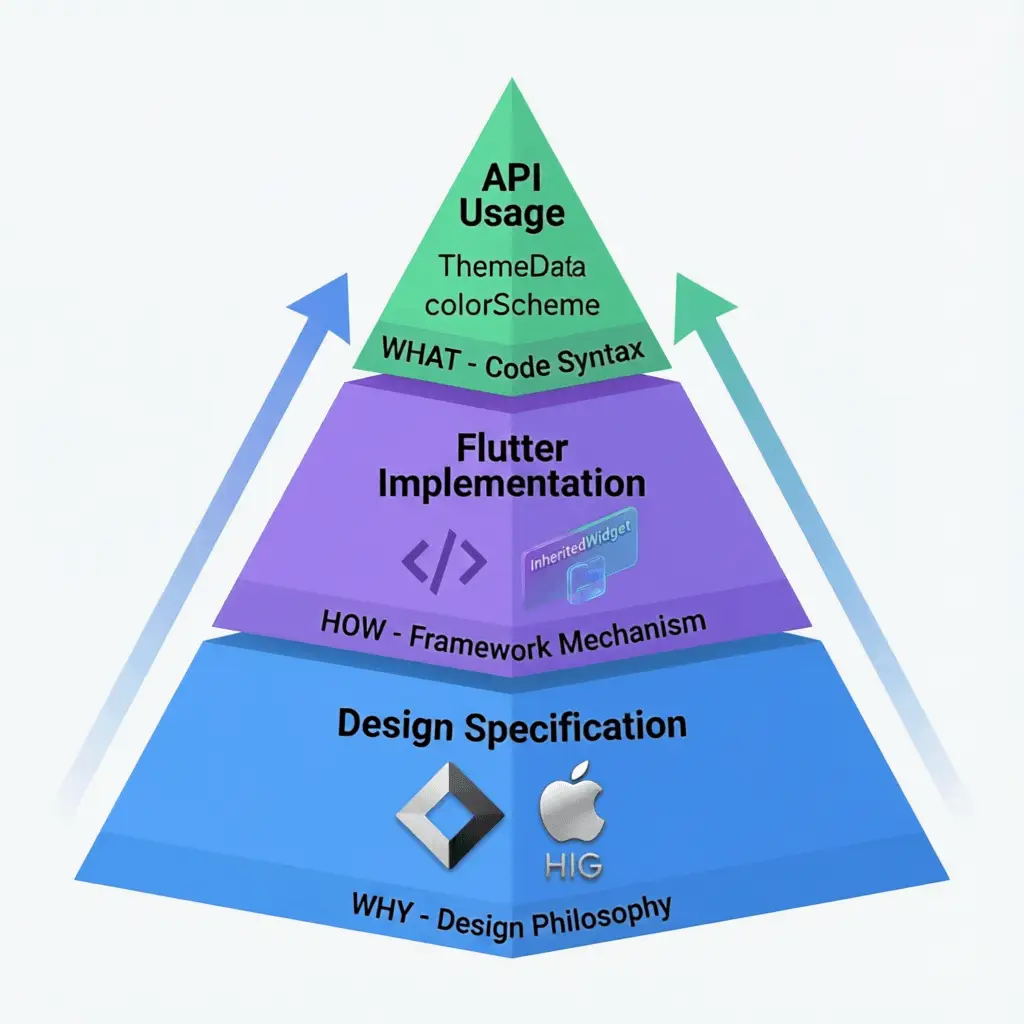 API
Usage
ThemeData
colorScheme
WHAT - Code Syntax
Flutter
Implementation
</>
InheritedWidget
HOW - Framework Mechanism
Design Specification
HIG
WHY - Design Philosophy